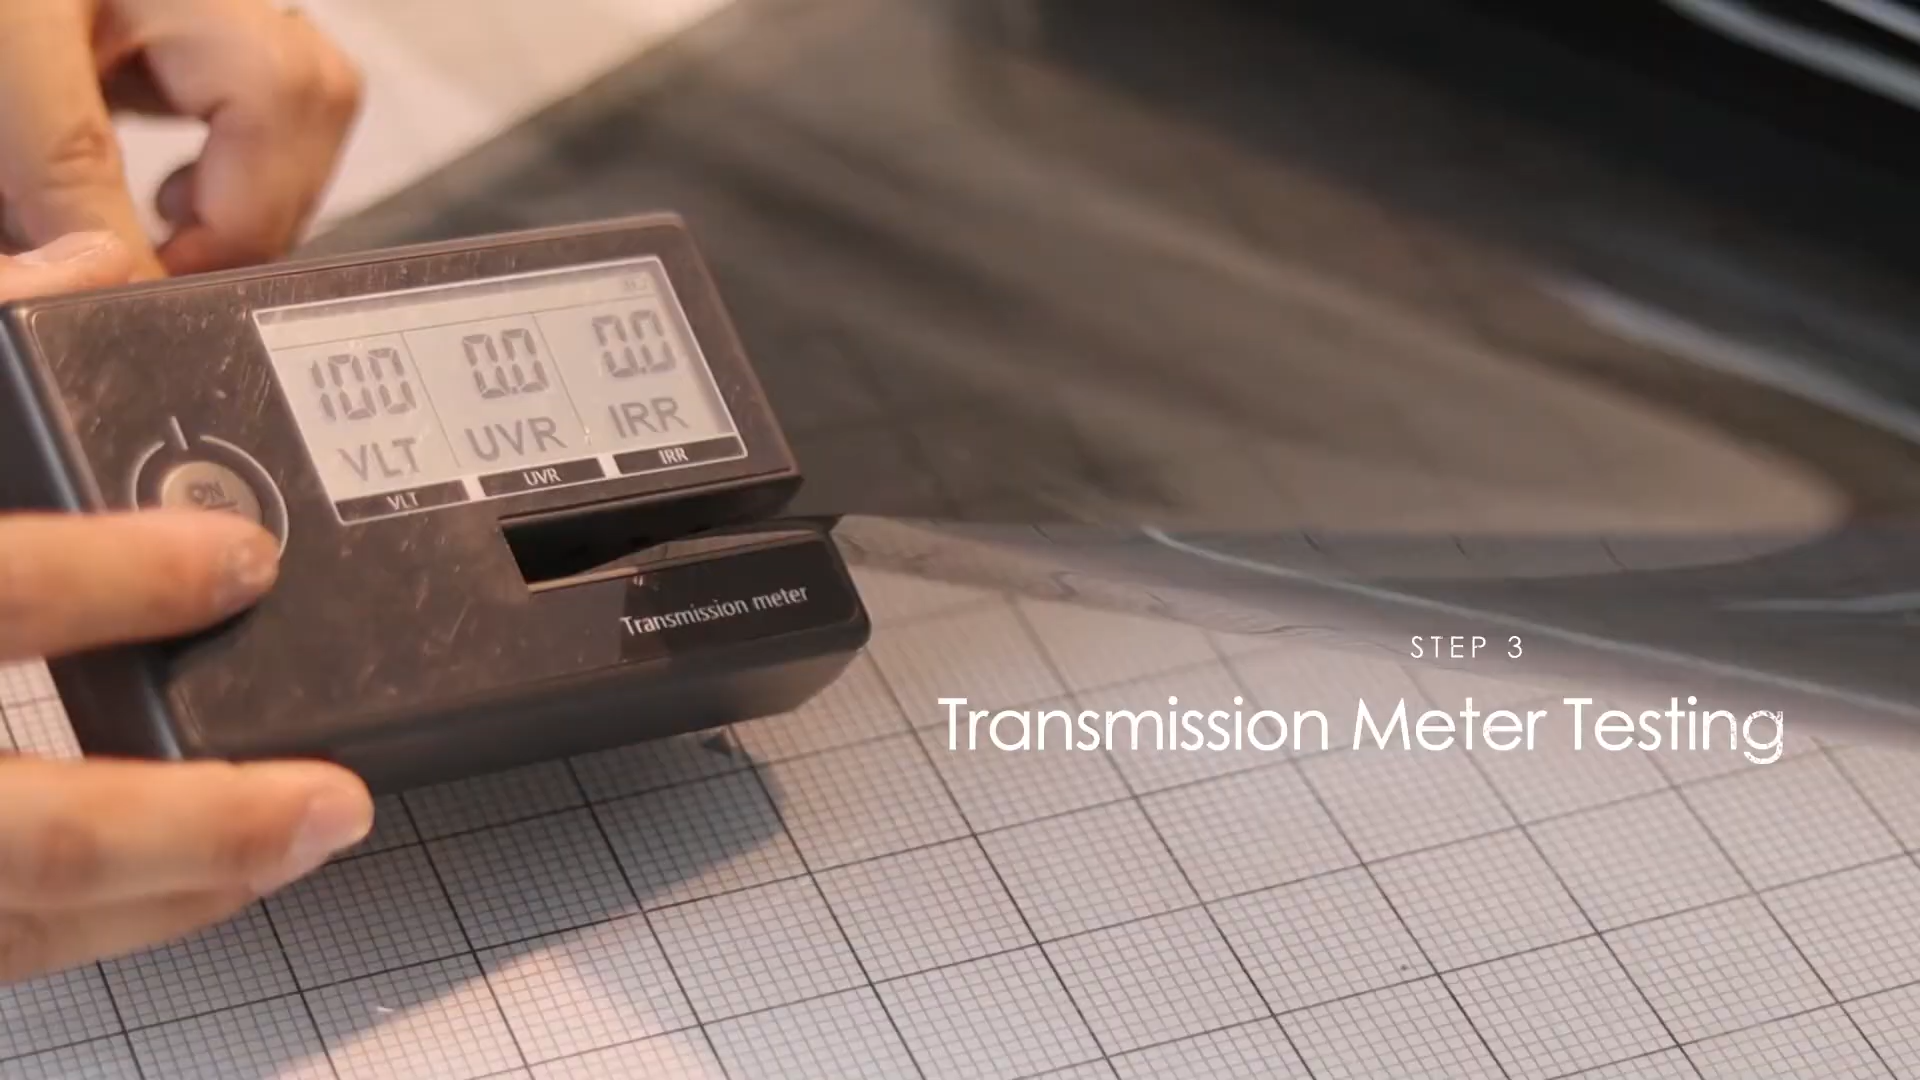 100 0.0 0.0
VLT UVR IRR
VLT UVR IRR
ON
Transmission meter
STEP 3
Transmission Meter Testing